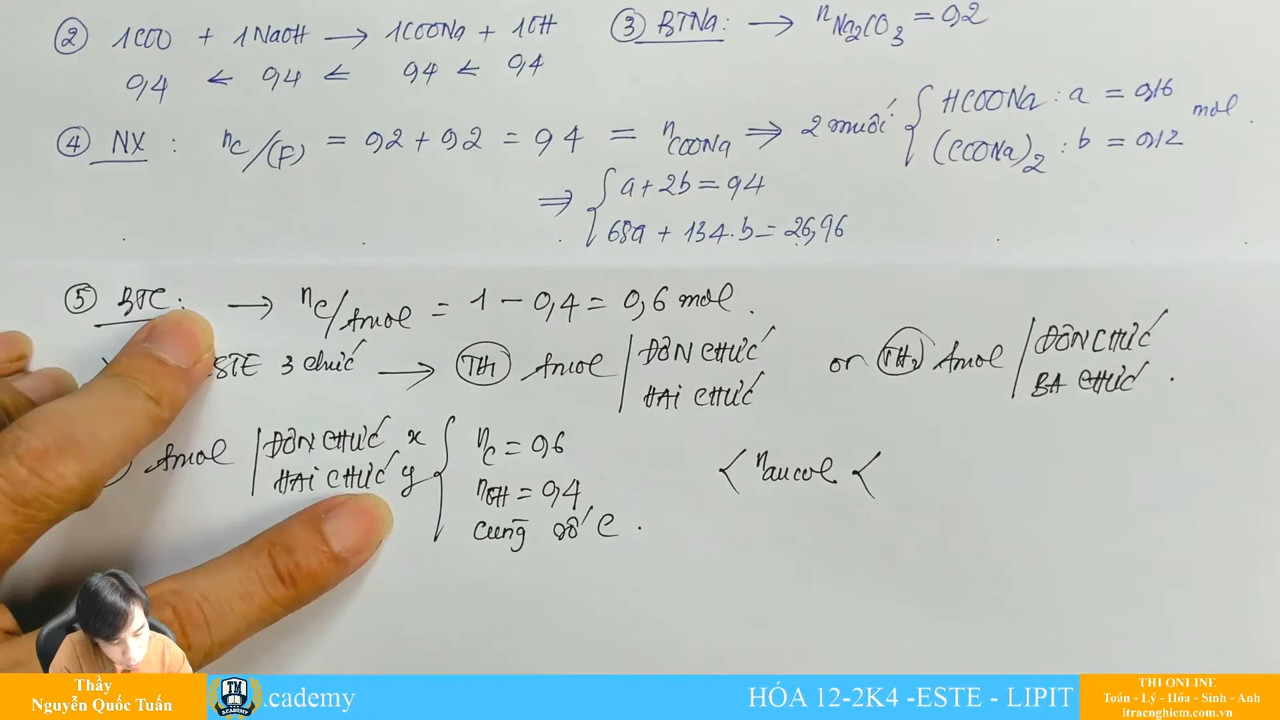 ② 1COO + 1NaOH → 1COONa + 1OH
0,4 < 0,4 < 0,4 < 0,4
③ BTNa: → nNa2CO3 = 0,2
④ NX : nC/(F) = 0,2 + 0,2 = 0,4 = nCOONa ⇒ 2 muối { HCOONa : a = 0,16
(COONa)2 : b = 0,12 mol.
⇒ { a + 2b = 0,4
68a + 134.b = 26,96
⑤ BTC: → nC/Ancol = 1 - 0,4 = 0,6 mol.
ESTE 3 chức → (TH1) Ancol | ĐƠN CHỨC
HAI CHỨC
or (TH2) Ancol | ĐƠN CHỨC
BA CHỨC.
Ancol | ĐƠN CHỨC x
HAI CHỨC y
{ nC = 0,6
nOH = 0,4
Cùng số C.
< nancol <
Thầy
Nguyễn Quốc Tuấn
TM
ACADEMY
Academy
HÓA 12-2K4 -ESTE - LIPIT
THI ONLINE
Toán - Lý - Hóa - Sinh - Anh
itracnghiem.com.vn